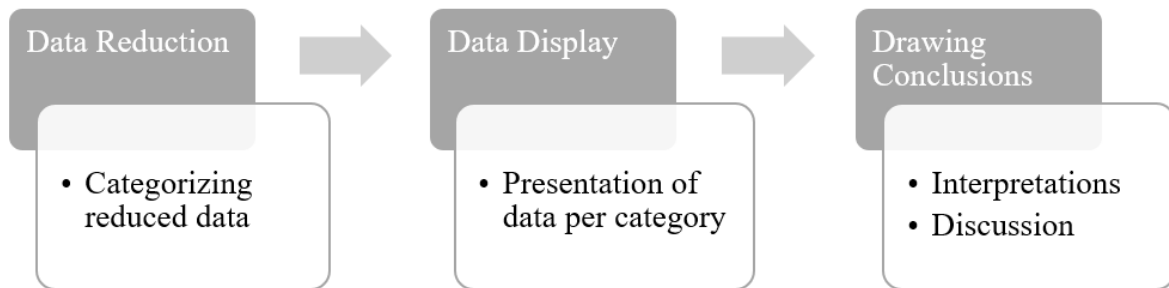 Data Reduction
• Categorizing
reduced data
Data Display
• Presentation of
data per category
Drawing
Conclusions
• Interpretations
• Discussion